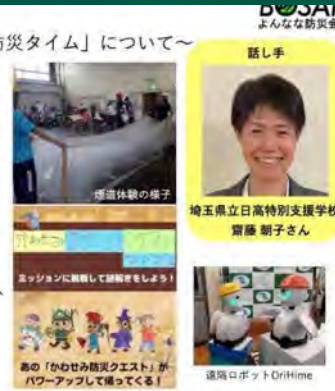 BOSAI
よんなな防災会
防災タイム」について～
話し手
煙道体験の様子
埼玉県立日高特別支援学校
齋藤 朝子さん
ミッションに挑戦して謎解きをしよう！
あの「かわせみ防災クエスト」が
パワーアップして帰ってくる！
遠隔ロボットOriHime